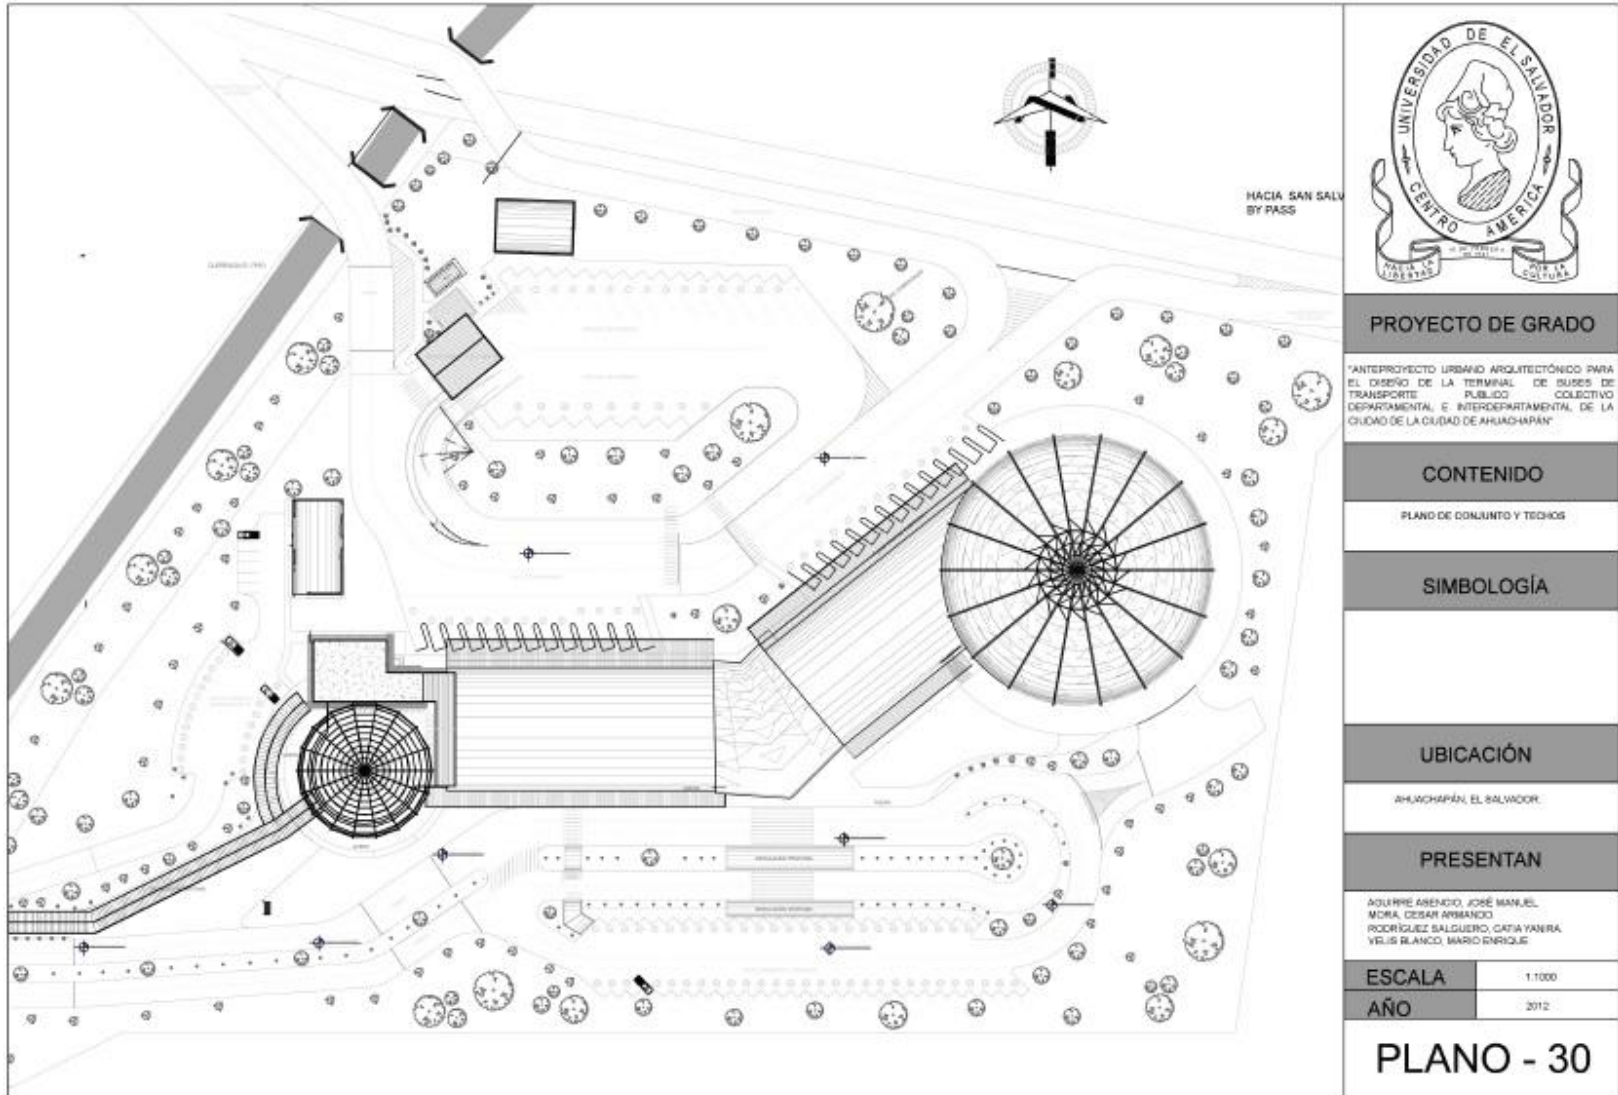 HACIA SAN SALV
BY PASS
UNIVERSIDAD DE EL SALVADOR
CENTRO AMERICA
HACIA LA
LIBERTAD
POR LA
CULTURA
PROYECTO DE GRADO
"ANTEPROYECTO URBANO ARQUITECTÓNICO PARA
EL DISEÑO DE LA TERMINAL DE BUSES DE
TRANSPORTE PUBLICO COLECTIVO
DEPARTAMENTAL E INTERDEPARTAMENTAL DE LA
CIUDAD DE LA CIUDAD DE AHUACHAPÁN"
CONTENIDO
PLANO DE CONJUNTO Y TECHOS
SIMBOLOGÍA
UBICACIÓN
AHUACHAPÁN, EL SALVADOR.
PRESENTAN
AGUIRRE ASENCIO, JOSÉ MANUEL
MORA, CESAR ARMANDO
RODRÍGUEZ SALGUERO, CATIA YANIRA
VELIS BLANCO, MARIO ENRIQUE
ESCALA 1:1000
AÑO 2012
PLANO - 30